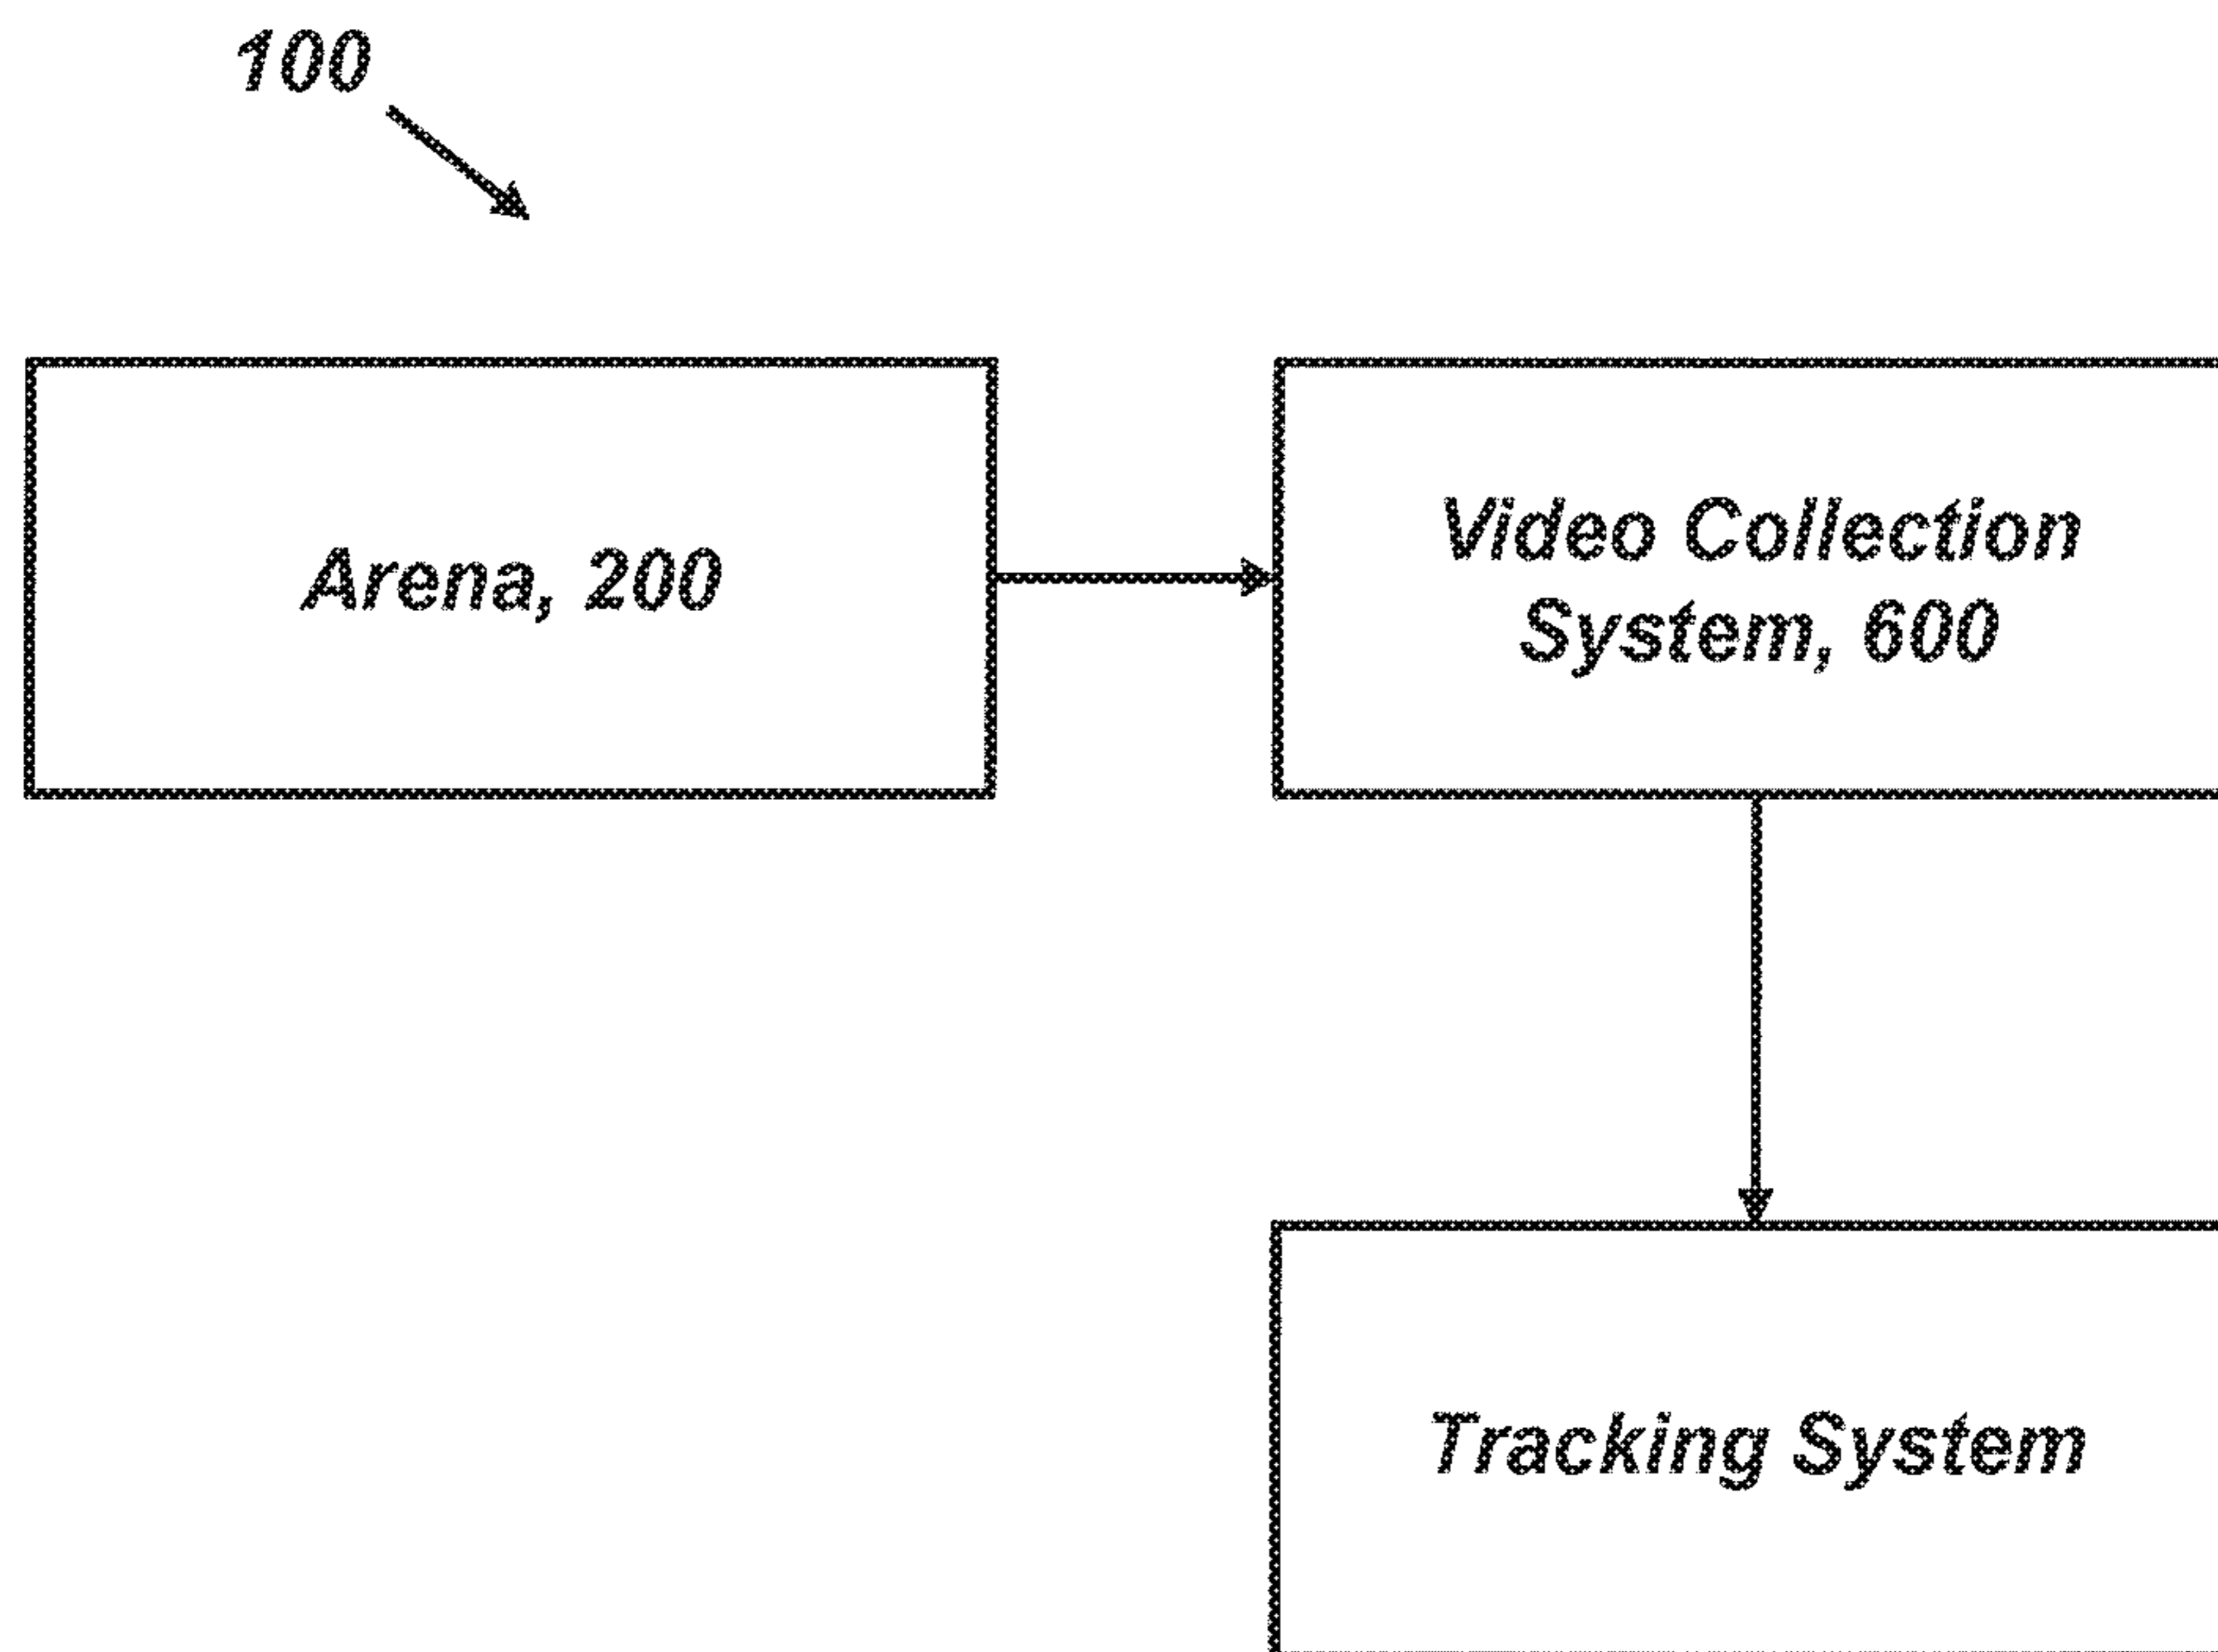 100
Arena, 200
Video Collection
System, 600
Tracking System